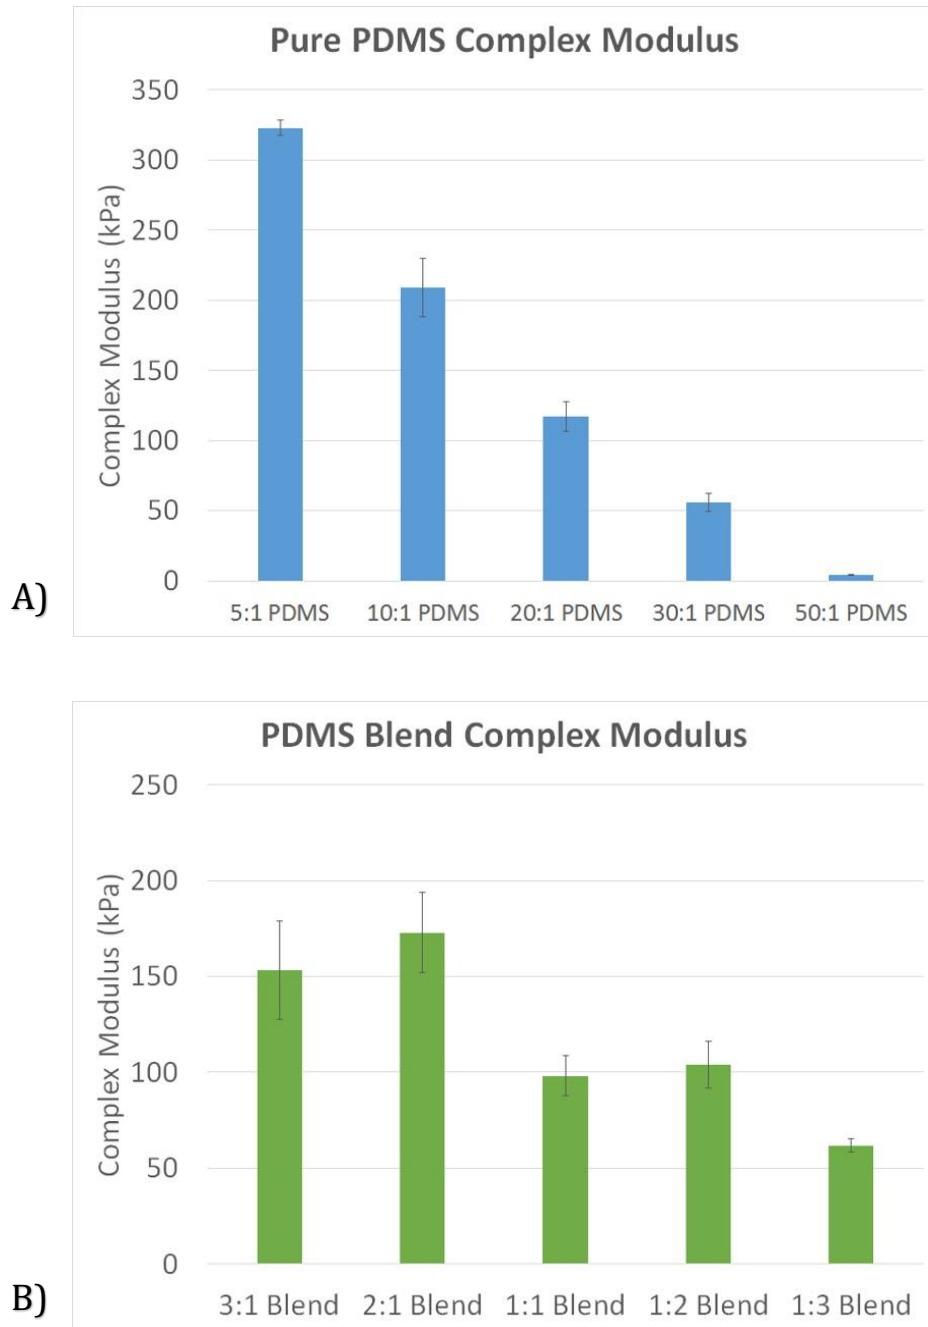 Pure PDMS Complex Modulus
350
300
250
200
150
100
50
0
Complex Modulus (kPa)
5:1 PDMS 10:1 PDMS 20:1 PDMS 30:1 PDMS 50:1 PDMS
A)
PDMS Blend Complex Modulus
250
200
150
100
50
0
Complex Modulus (kPa)
3:1 Blend 2:1 Blend 1:1 Blend 1:2 Blend 1:3 Blend
B)